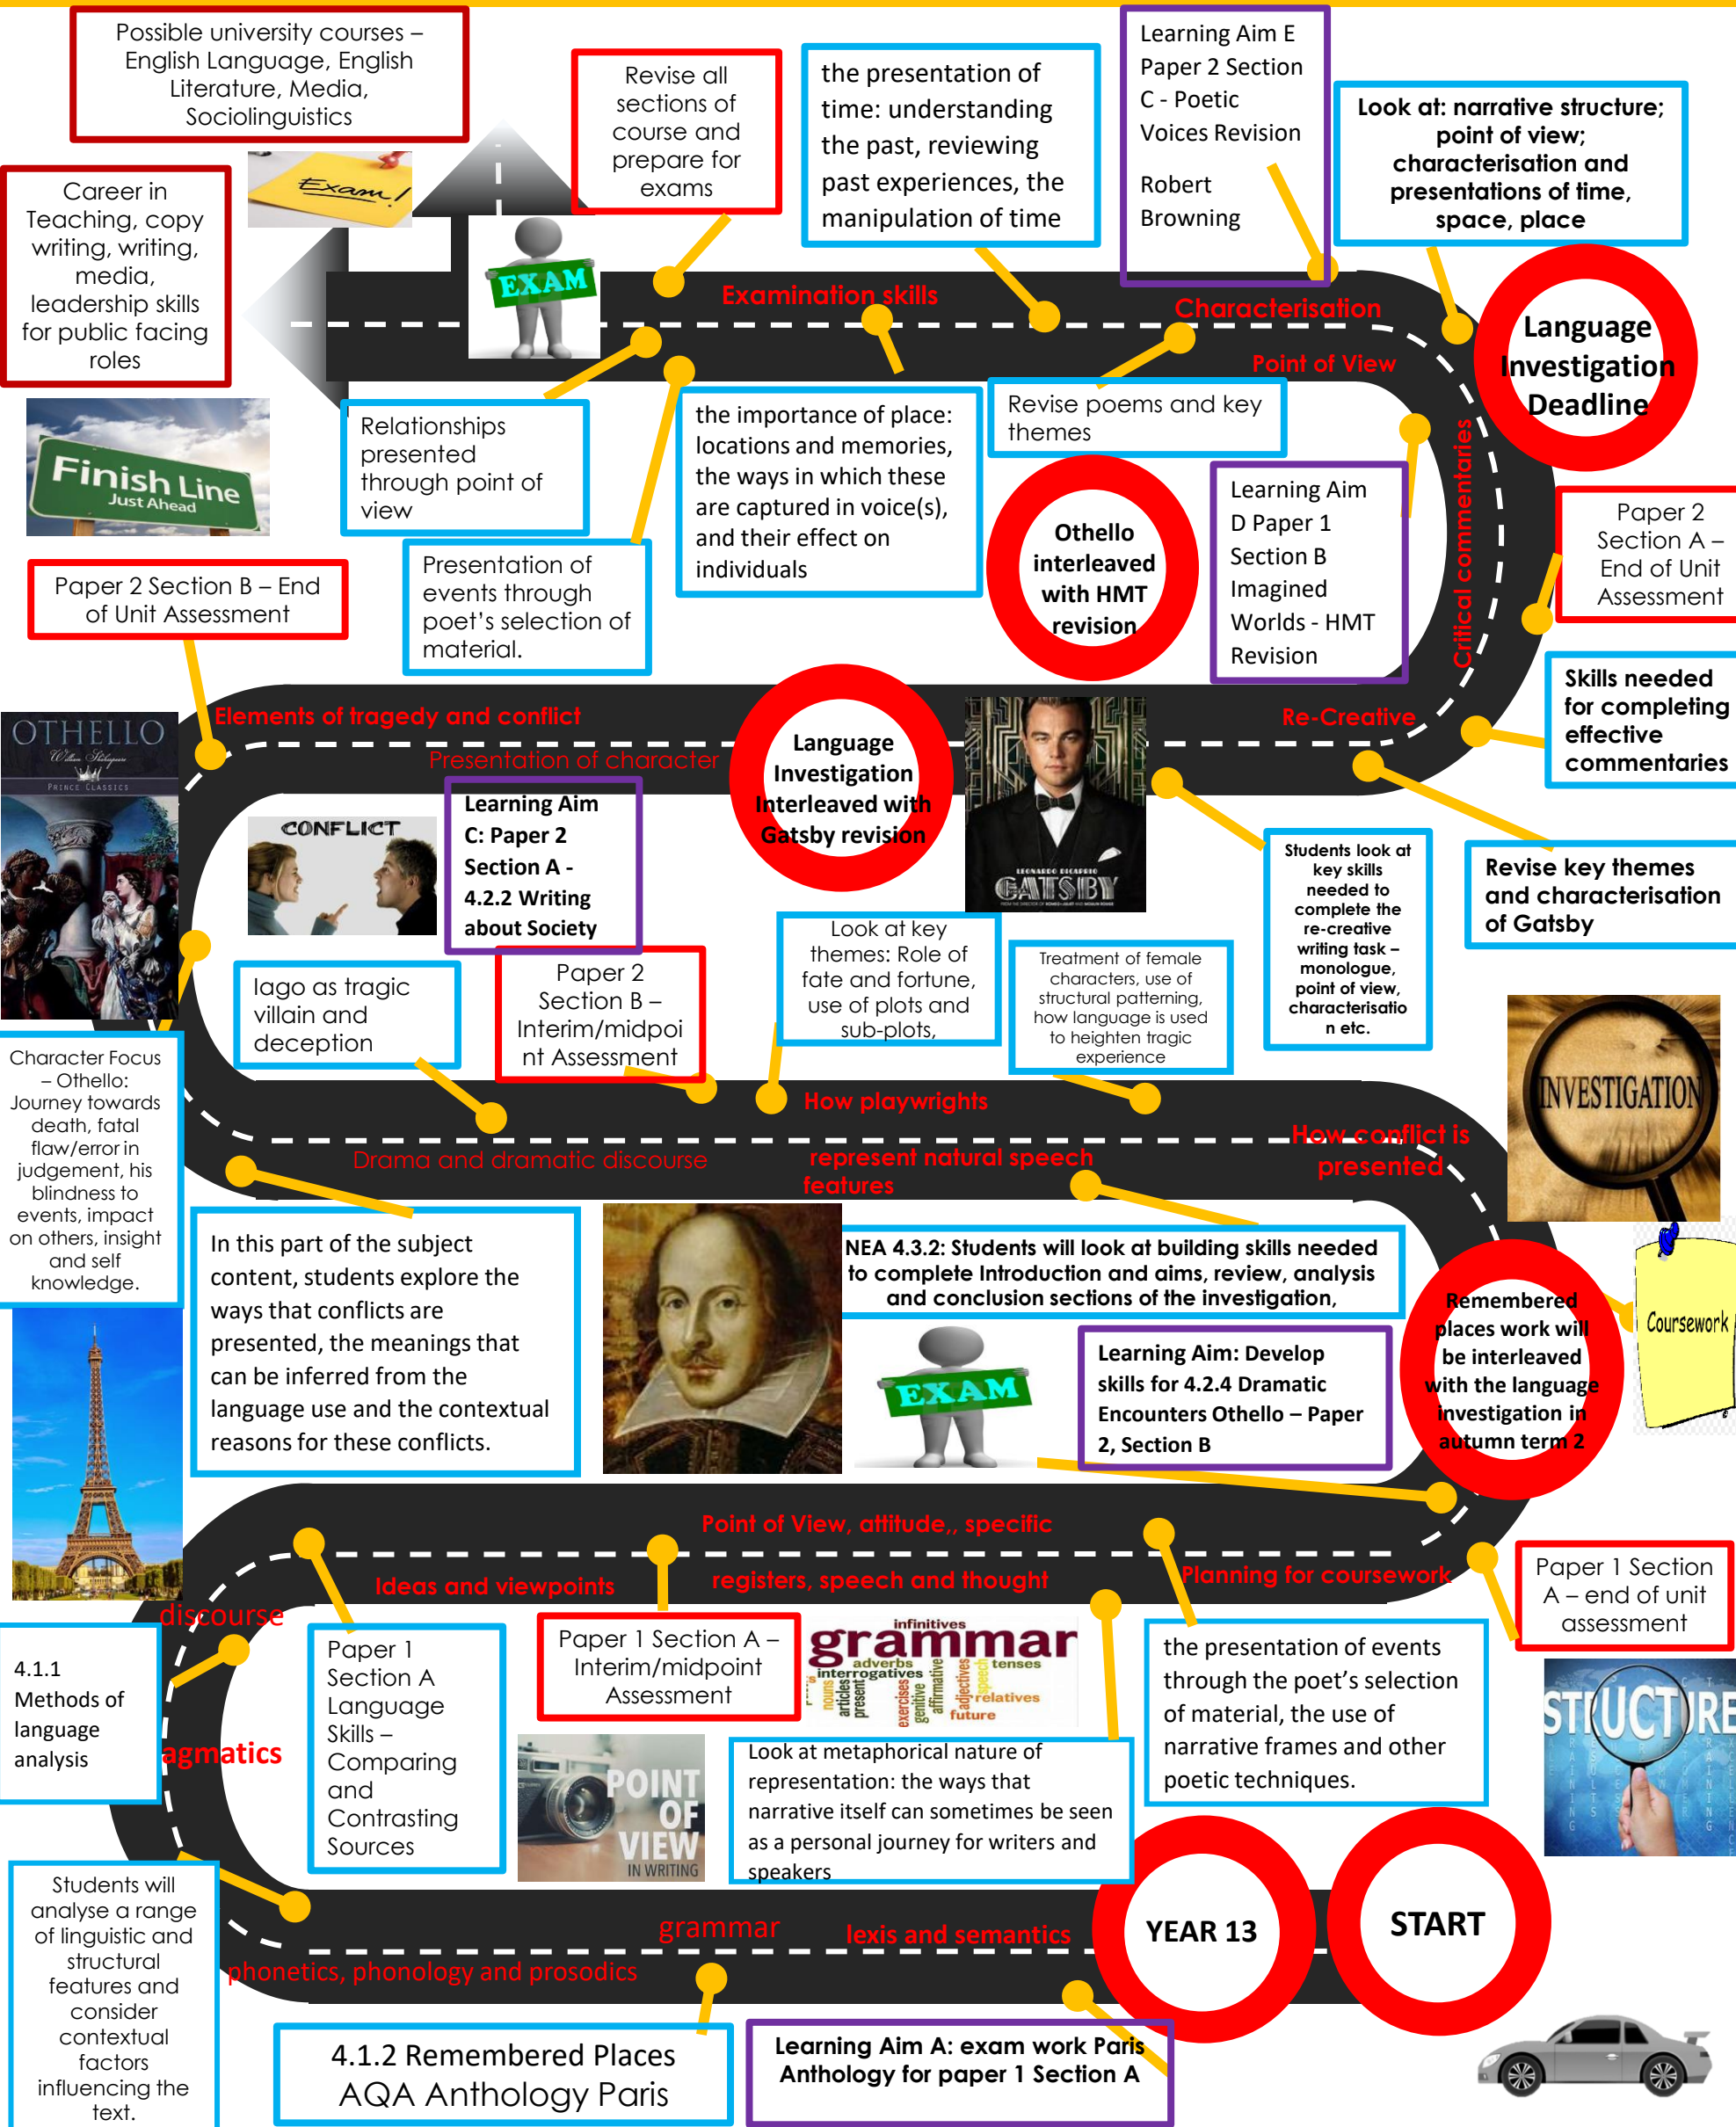 Possible university courses –
English Language, English
Literature, Media,
Sociolinguistics
Revise all
sections of
course and
prepare for
exams
the presentation of
time: understanding
the past, reviewing
past experiences, the
manipulation of time
Learning Aim E
Paper 2 Section
C - Poetic
Voices Revision
Robert
Browning
Look at: narrative structure;
point of view;
characterisation and
presentations of time,
space, place
Career in
Teaching, copy
writing, writing,
media,
leadership skills
for public facing
roles
Exam!
EXAM
Examination skills
Characterisation
Point of View
Language
Investigation
Deadline
Finish Line
Just Ahead
Relationships
presented
through point of
view
the importance of place:
locations and memories,
the ways in which these
are captured in voice(s),
and their effect on
individuals
Revise poems and key
themes
Critical commentaries
Learning Aim
D Paper 1
Section B
Imagined
Worlds - HMT
Revision
Othello
interleaved
with HMT
revision
Paper 2
Section A –
End of Unit
Assessment
Presentation of
events through
poet's selection of
material.
Paper 2 Section B – End
of Unit Assessment
Skills needed
for completing
effective
commentaries
Elements of tragedy and conflict
Presentation of character
Re-Creative
OTHELLO
William Shakespeare
PRINCE CLASSICS
Language
Investigation
Interleaved with
Gatsby revision
LEONARDO DICAPRIO
GATSBY
CONFLICT
Learning Aim
C: Paper 2
Section A -
4.2.2 Writing
about Society
Students look at
key skills
needed to
complete the
re-creative
writing task –
monologue,
point of view,
characterisatio
n etc.
Revise key themes
and characterisation
of Gatsby
Iago as tragic
villain and
deception
Paper 2
Section B –
Interim/midpoi
nt Assessment
Look at key
themes: Role of
fate and fortune,
use of plots and
sub-plots,
Treatment of female
characters, use of
structural patterning,
how language is used
to heighten tragic
experience
Character Focus
– Othello:
Journey towards
death, fatal
flaw/error in
judgement, his
blindness to
events, impact
on others, insight
and self
knowledge.
INVESTIGATION
How playwrights
represent natural speech
features
Drama and dramatic discourse
How conflict is
presented
In this part of the subject
content, students explore the
ways that conflicts are
presented, the meanings that
can be inferred from the
language use and the contextual
reasons for these conflicts.
NEA 4.3.2: Students will look at building skills needed
to complete Introduction and aims, review, analysis
and conclusion sections of the investigation,
Remembered
places work will
be interleaved
with the language
investigation in
autumn term 2
Coursework
EXAM
Learning Aim: Develop
skills for 4.2.4 Dramatic
Encounters Othello – Paper
2, Section B
Point of View, attitude,, specific
registers, speech and thought
Ideas and viewpoints
Planning for coursework
Paper 1 Section
A – end of unit
assessment
discourse
4.1.1
Methods of
language
analysis
agmatics
Paper 1
Section A
Language
Skills –
Comparing
and
Contrasting
Sources
Paper 1 Section A –
Interim/midpoint
Assessment
infinitives
grammar
adverbs
tenses
interrogatives
nouns
articles
present
exercises
genitive
affirmative
adjectives
speech
relatives
future
the presentation of events
through the poet's selection
of material, the use of
narrative frames and other
poetic techniques.
STRUCTURE
POINT
OF
VIEW
IN WRITING
Look at metaphorical nature of
representation: the ways that
narrative itself can sometimes be seen
as a personal journey for writers and
speakers
Students will
analyse a range
of linguistic and
structural
features and
consider
contextual
factors
influencing the
text.
grammar
lexis and semantics
phonetics, phonology and prosodics
YEAR 13
START
4.1.2 Remembered Places
AQA Anthology Paris
Learning Aim A: exam work Paris
Anthology for paper 1 Section A